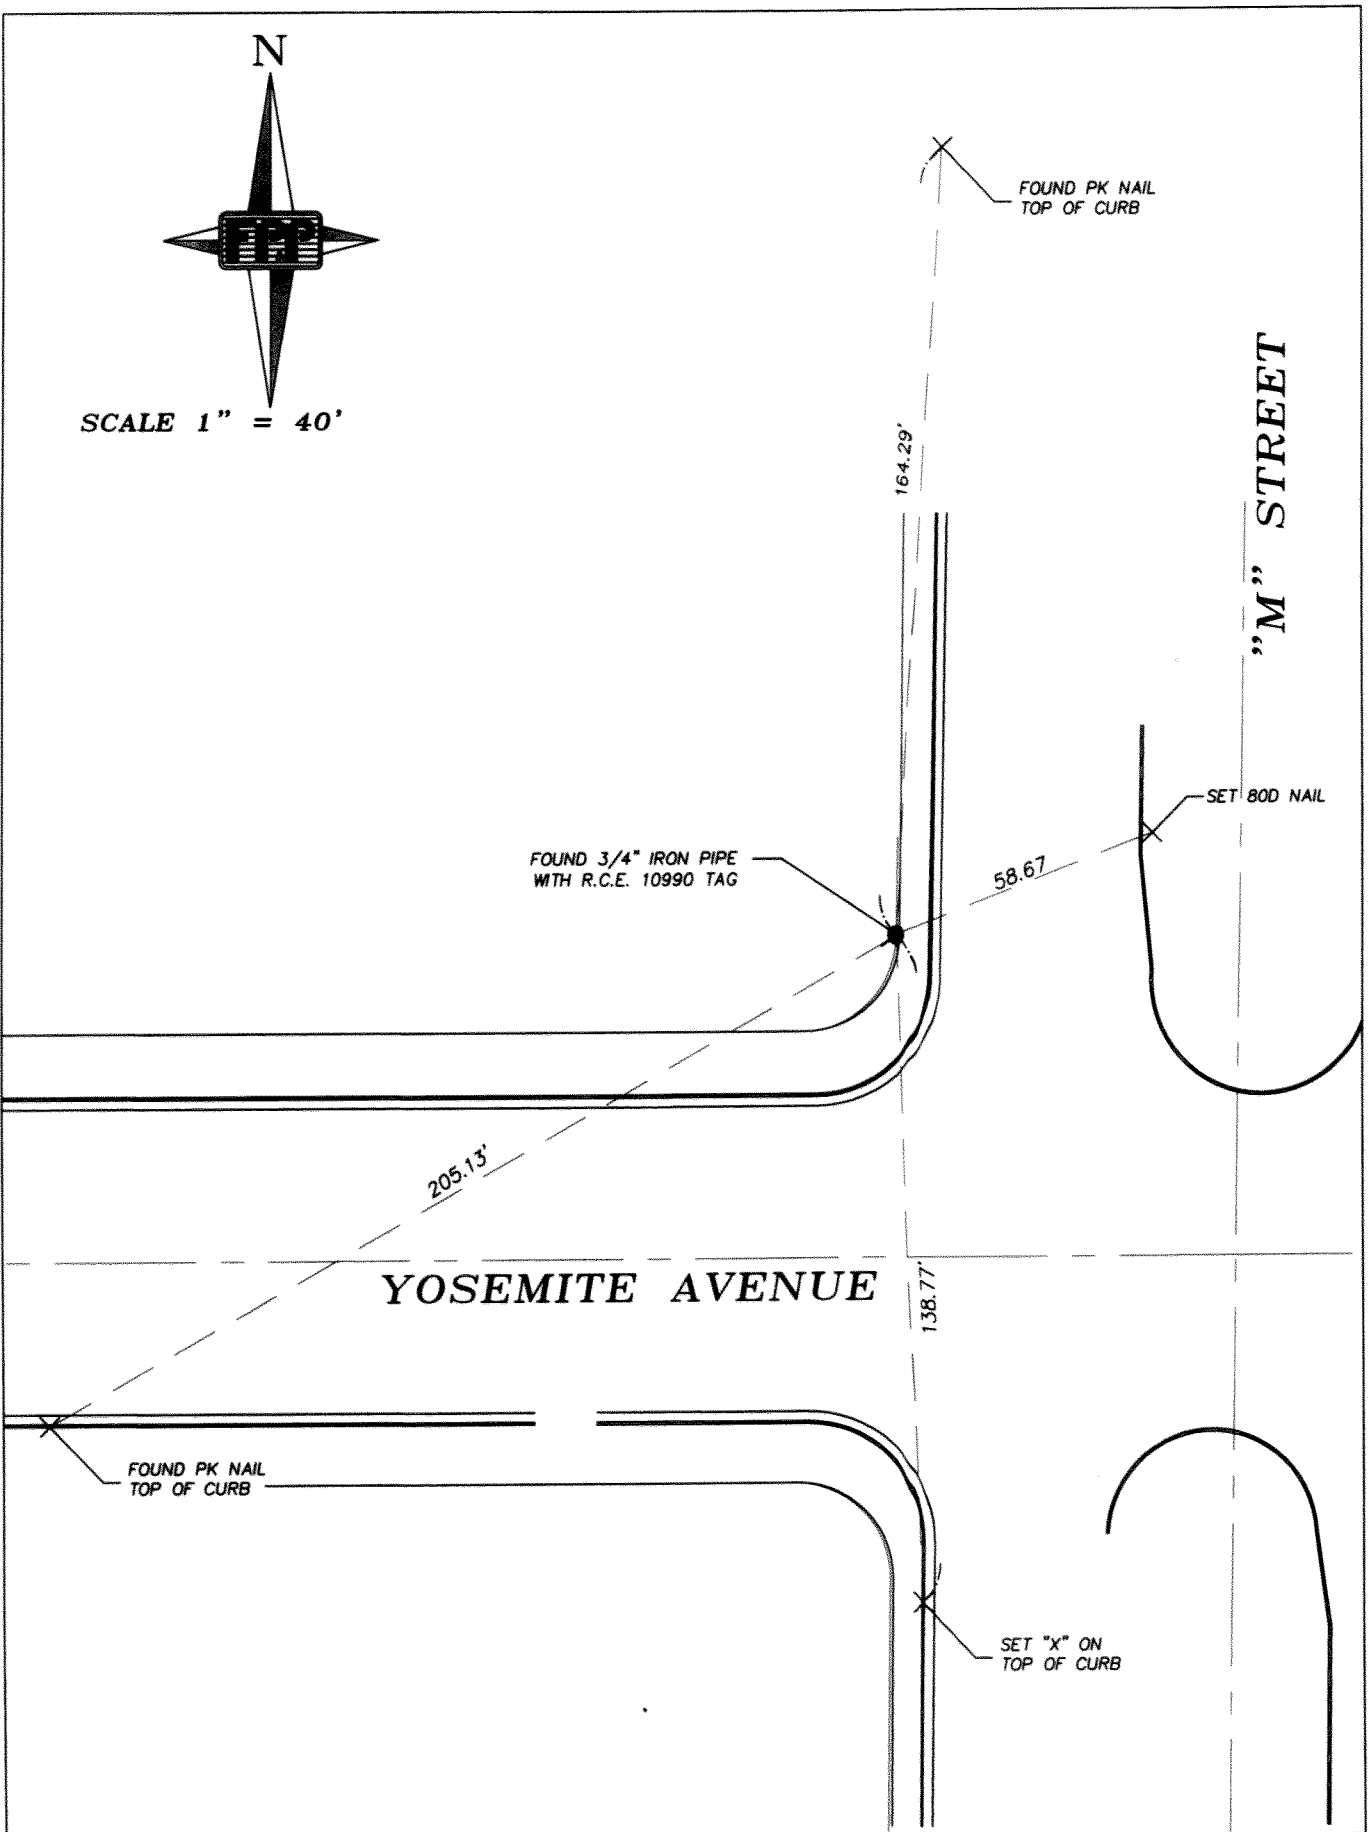 N
SCALE 1" = 40'
FOUND PK NAIL
TOP OF CURB
"M" STREET
164.29'
SET 80D NAIL
FOUND 3/4" IRON PIPE
WITH R.C.E. 10990 TAG
58.67
205.13'
YOSEMITE AVENUE
138.77'
FOUND PK NAIL
TOP OF CURB
SET "X" ON
TOP OF CURB